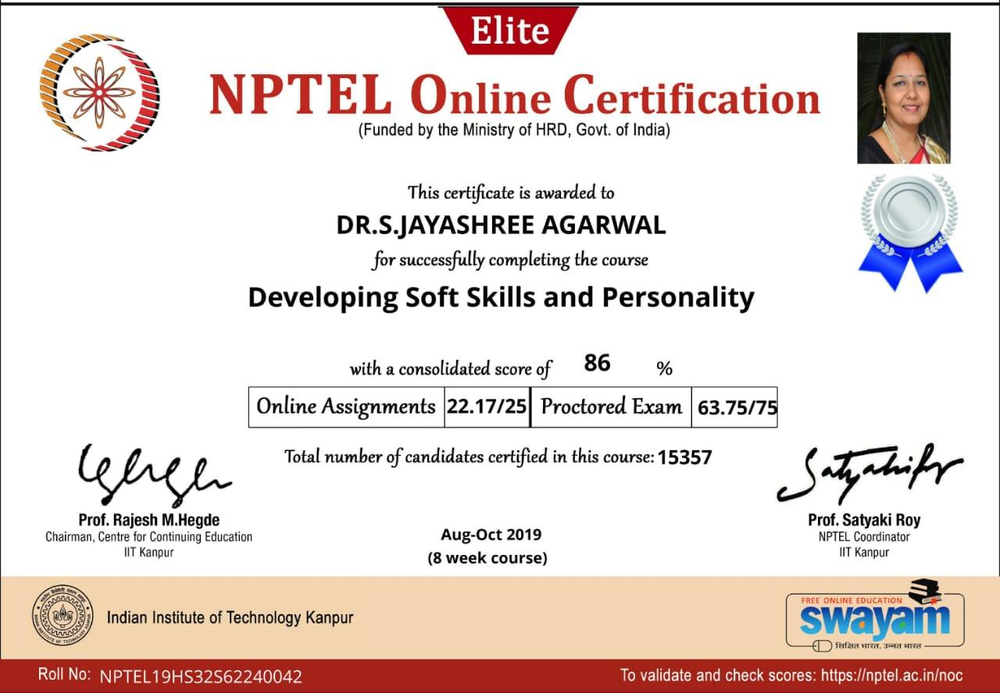 Elite
NPTEL Online Certification
(Funded by the Ministry of HRD, Govt. of India)
This certificate is awarded to
DR.S.JAYASHREE AGARWAL
for successfully completing the course
Developing Soft Skills and Personality
with a consolidated score of 86 %
Online Assignments 22.17/25 Proctored Exam 63.75/75
Total number of candidates certified in this course: 15357
Prof. Rajesh M.Hegde
Chairman, Centre for Continuing Education
IIT Kanpur
Aug-Oct 2019
(8 week course)
Prof. Satyaki Roy
NPTEL Coordinator
IIT Kanpur
Indian Institute of Technology Kanpur
FREE ONLINE EDUCATION
swayam
शिक्षित भारत, उन्नत भारत
Roll No: NPTEL19HS32S62240042
To validate and check scores: https://nptel.ac.in/noc